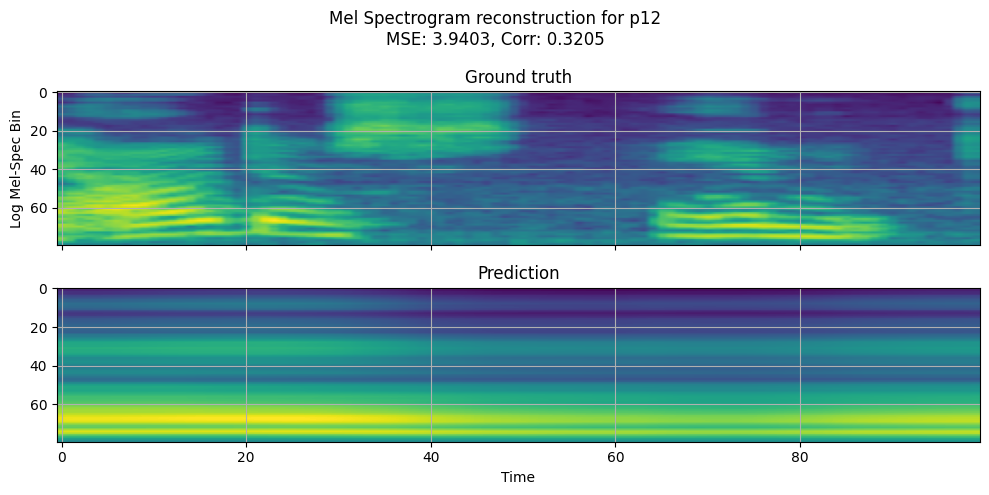 Mel Spectrogram reconstruction for p12
MSE: 3.9403, Corr: 0.3205
Ground truth
0
20
40
60
Log Mel-Spec Bin
Prediction
0
20
40
60
0 20 40 60 80
Time